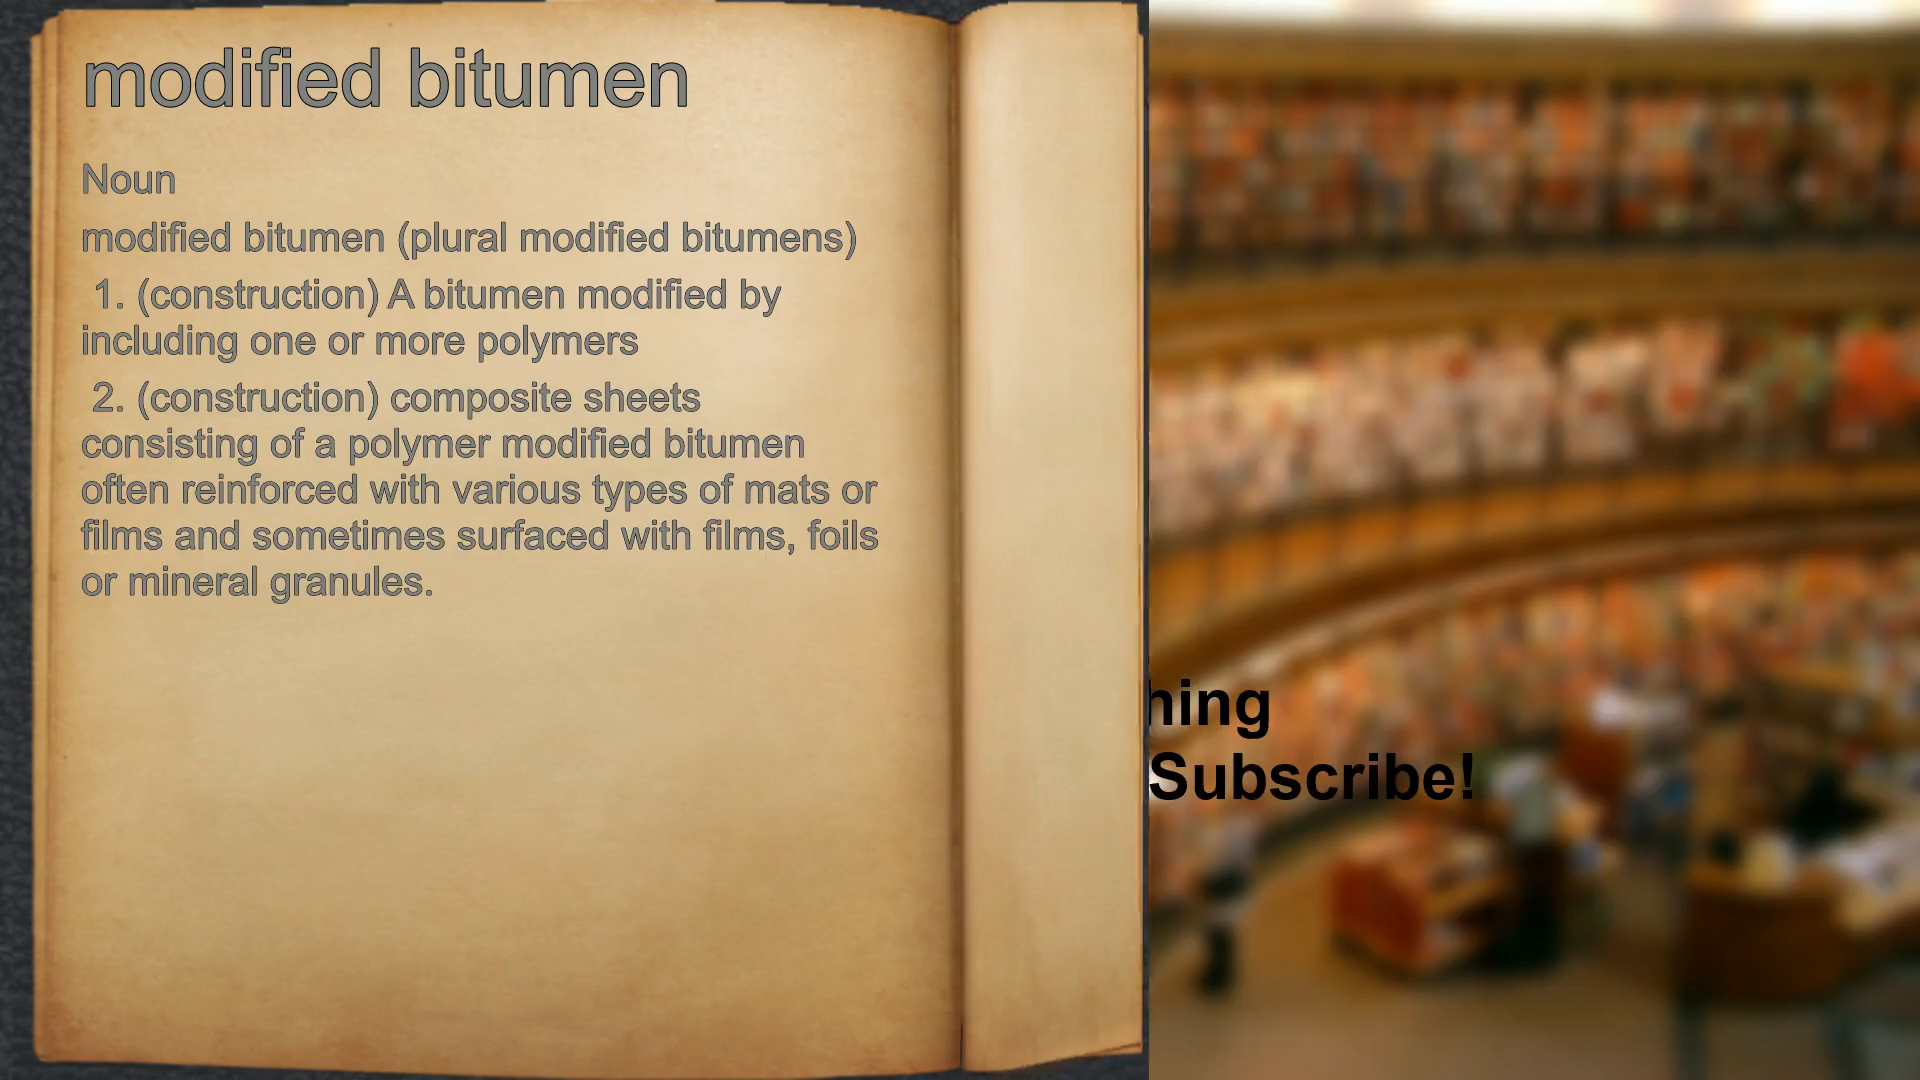 modified bitumen
Noun
modified bitumen (plural modified bitumens)
1. (construction) A bitumen modified by
including one or more polymers
2. (construction) composite sheets
consisting of a polymer modified bitumen
often reinforced with various types of mats or
films and sometimes surfaced with films, foils
or mineral granules.
hing
Subscribe!